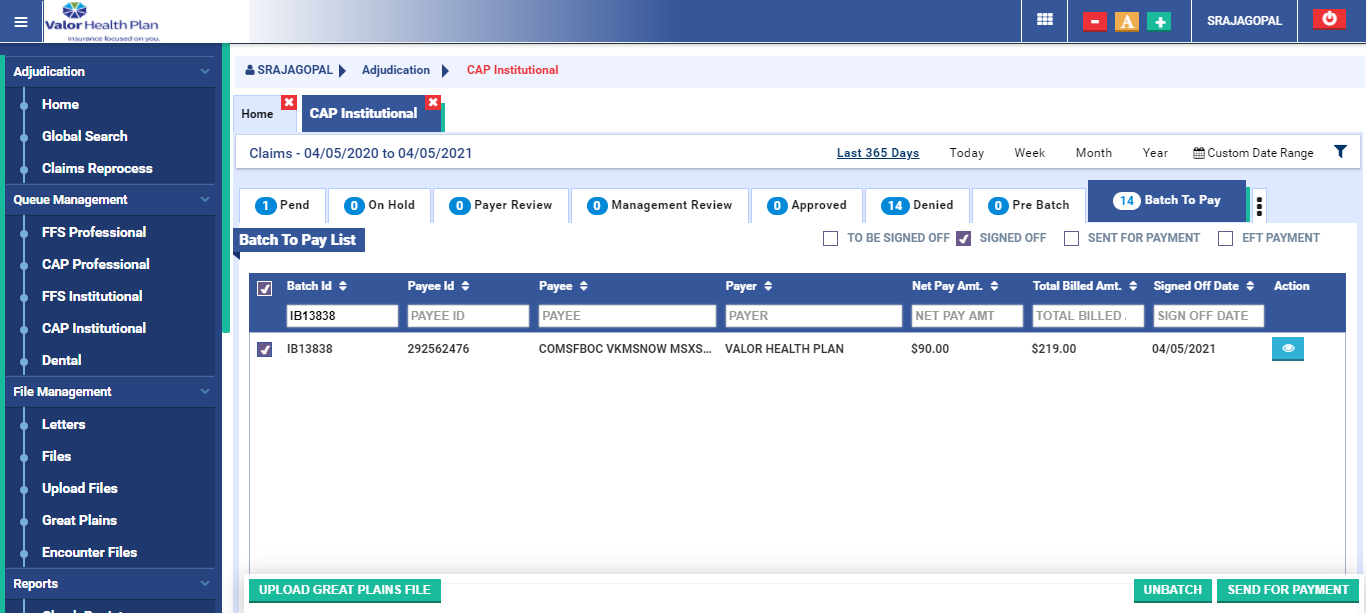 Valor Health Plan
Insurance focused on you.
A
SRAJAGOPAL
Adjudication
Home
Global Search
Claims Reprocess
Queue Management
FFS Professional
CAP Professional
FFS Institutional
CAP Institutional
Dental
File Management
Letters
Files
Upload Files
Great Plains
Encounter Files
Reports
SRAJAGOPAL Adjudication CAP Institutional
Home CAP Institutional
Claims - 04/05/2020 to 04/05/2021 Last 365 Days Today Week Month Year Custom Date Range
1 Pend 0 On Hold 0 Payer Review 0 Management Review 0 Approved 14 Denied 0 Pre Batch 14 Batch To Pay
Batch To Pay List TO BE SIGNED OFF SIGNED OFF SENT FOR PAYMENT EFT PAYMENT
Batch Id Payee Id Payee Payer Net Pay Amt. Total Billed Amt. Signed Off Date Action
IB13838 PAYEE ID PAYEE PAYER NET PAY AMT TOTAL BILLED SIGN OFF DATE
IB13838 292562476 COMSFBOC VKMSNOW MSXS... VALOR HEALTH PLAN $90.00 $219.00 04/05/2021
UPLOAD GREAT PLAINS FILE UNBATCH SEND FOR PAYMENT